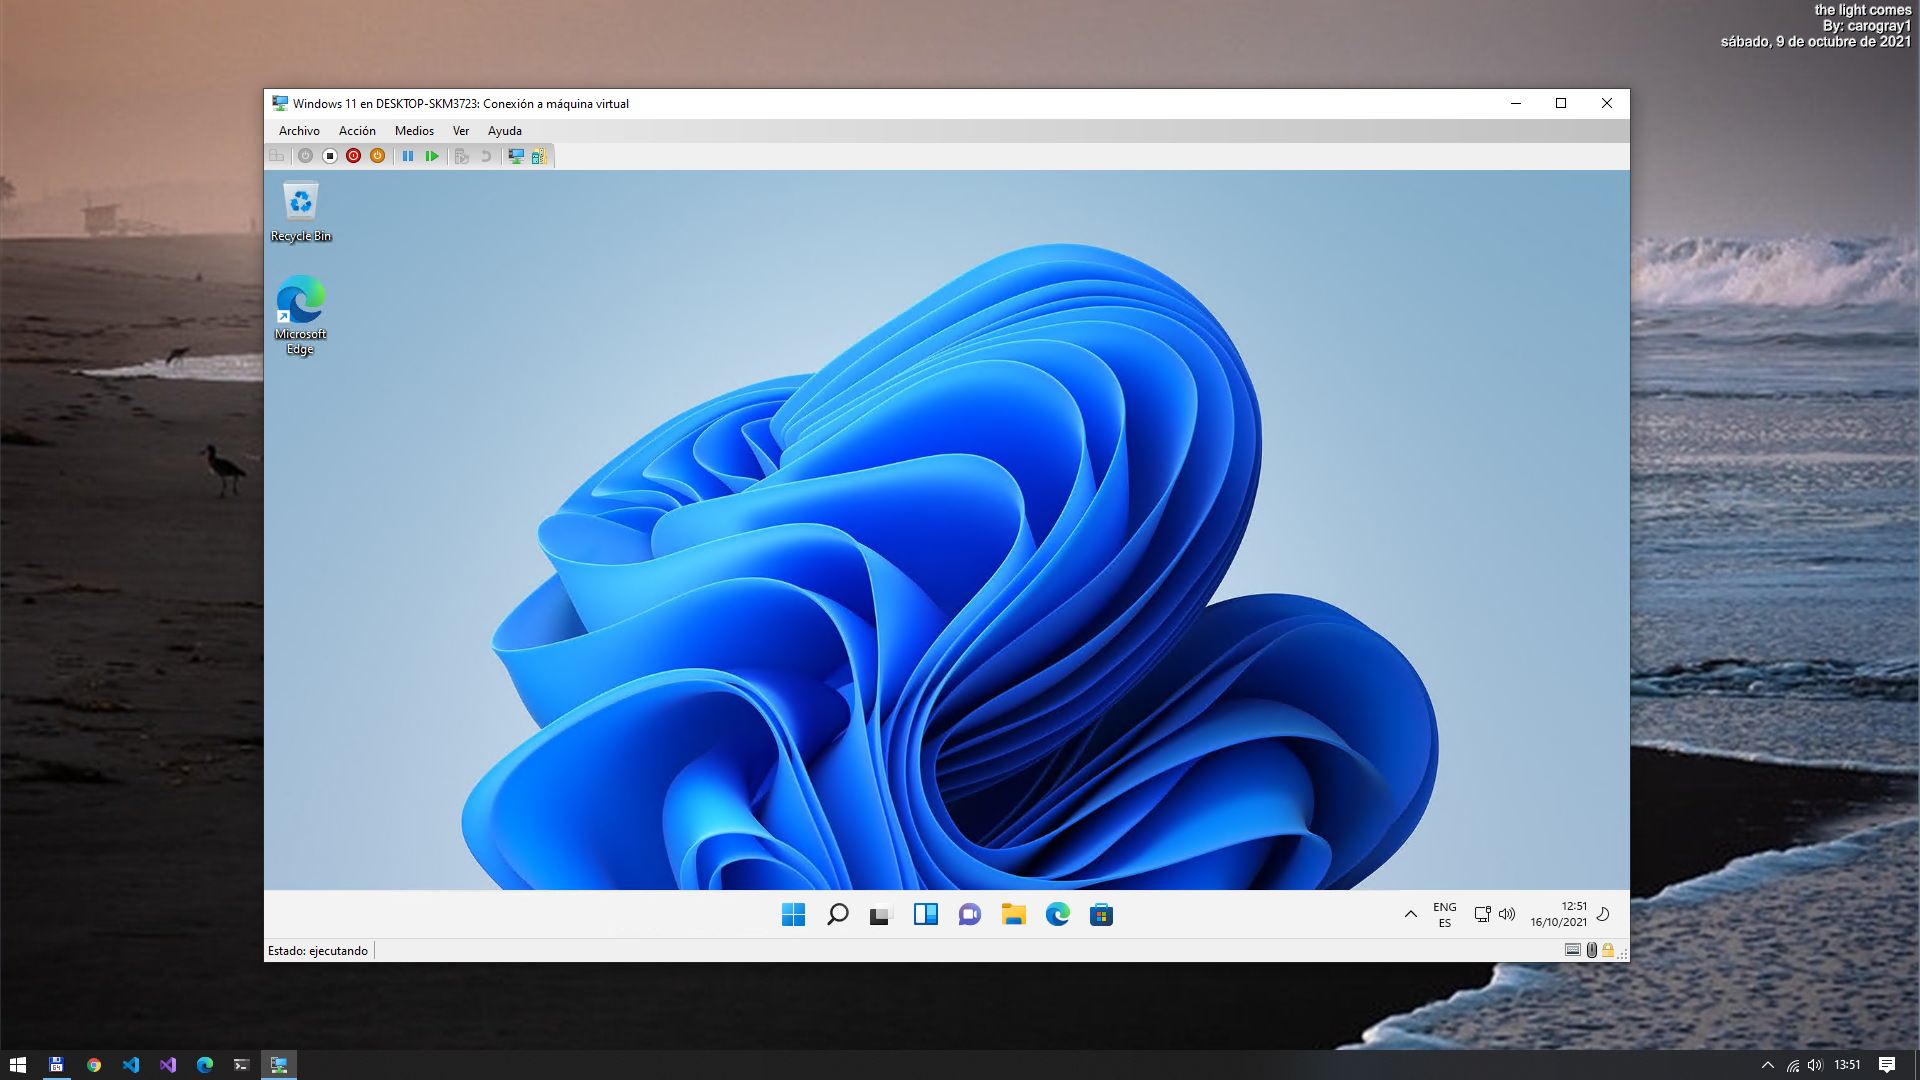 the light comes
By: carogray1
sábado, 9 de octubre de 2021
Windows 11 en DESKTOP-SKM3723: Conexión a máquina virtual
Archivo Acción Medios Ver Ayuda
Recycle Bin
Microsoft
Edge
ENG
ES
12:51
16/10/2021
Estado: ejecutando
64
13:51